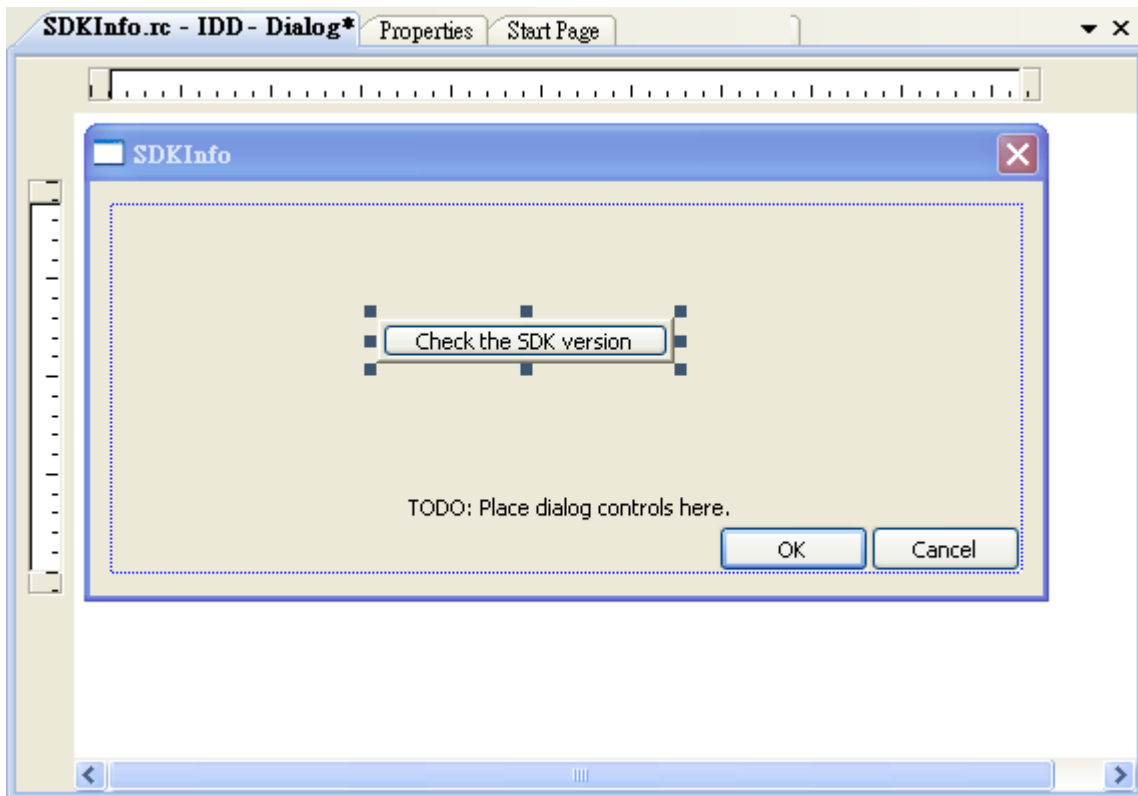 SDKInfo.rc - IDD - Dialog* Properties Start Page
SDKInfo
Check the SDK version
TODO: Place dialog controls here.
OK Cancel